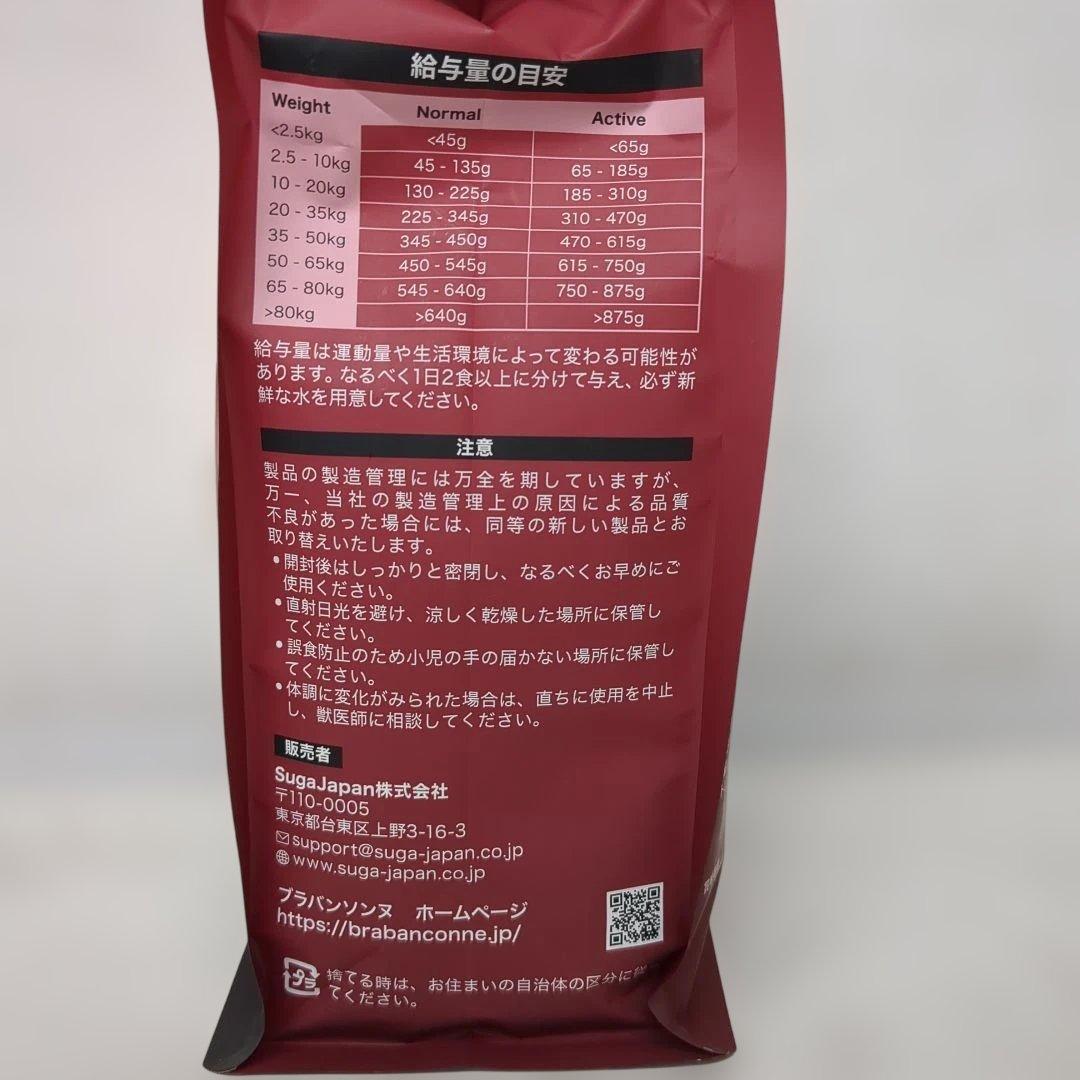 給与量の目安
Weight Normal Active
<2.5kg <45g <65g
2.5 - 10kg 45 - 135g 65 - 185g
10 - 20kg 130 - 225g 185 - 310g
20 - 35kg 225 - 345g 310 - 470g
35 - 50kg 345 - 450g 470 - 615g
50 - 65kg 450 - 545g 615 - 750g
65 - 80kg 545 - 640g 750 - 875g
>80kg >640g >875g
給与量は運動量や生活環境によって変わる可能性が
あります。なるべく1日2食以上に分けて与え、必ず新
鮮な水を用意してください。
注意
製品の製造管理には万全を期していますが、
万一、当社の製造管理上の原因による品質
不良があった場合には、同等の新しい製品とお
取り替えいたします。
•開封後はしっかりと密閉し、なるべくお早めにご
使用ください。
•直射日光を避け、涼しく乾燥した場所に保管し
てください。
•誤食防止のため小児の手の届かない場所に保管し
てください。
•体調に変化がみられた場合は、直ちに使用を中止
し、獣医師に相談してください。
販売者
SugaJapan株式会社
〒110-0005
東京都台東区上野3-16-3
support@suga-japan.co.jp
www.suga-japan.co.jp
ブラバンソンヌ ホームページ
https://brabanconne.jp/
プラ 捨てる時は、お住まいの自治体の区分に
てください。